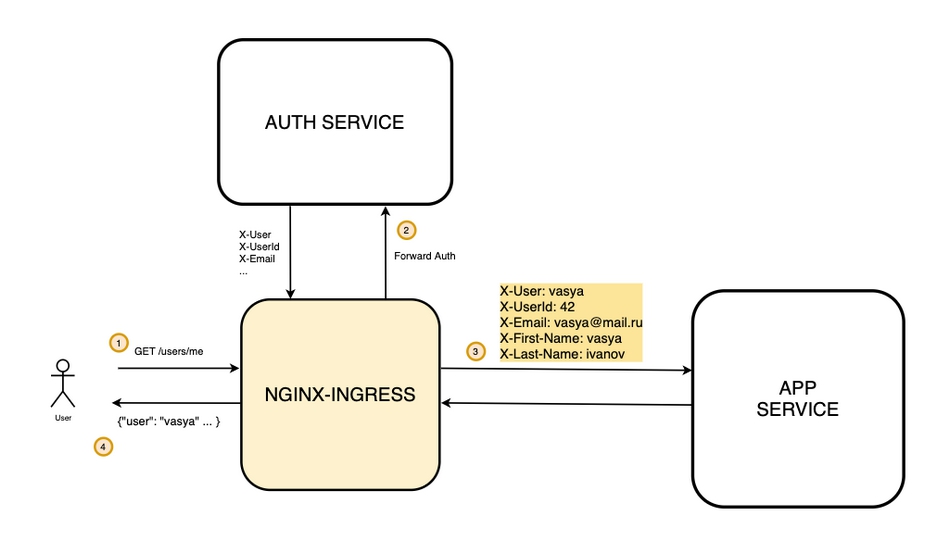 AUTH SERVICE
X-User
X-UserId
X-Email
...
2
Forward Auth
X-User: vasya
X-UserId: 42
X-Email: vasya@mail.ru
X-First-Name: vasya
X-Last-Name: ivanov
1
GET /users/me
3
NGINX-INGRESS
APP
SERVICE
User
{"user": "vasya" ... }
4